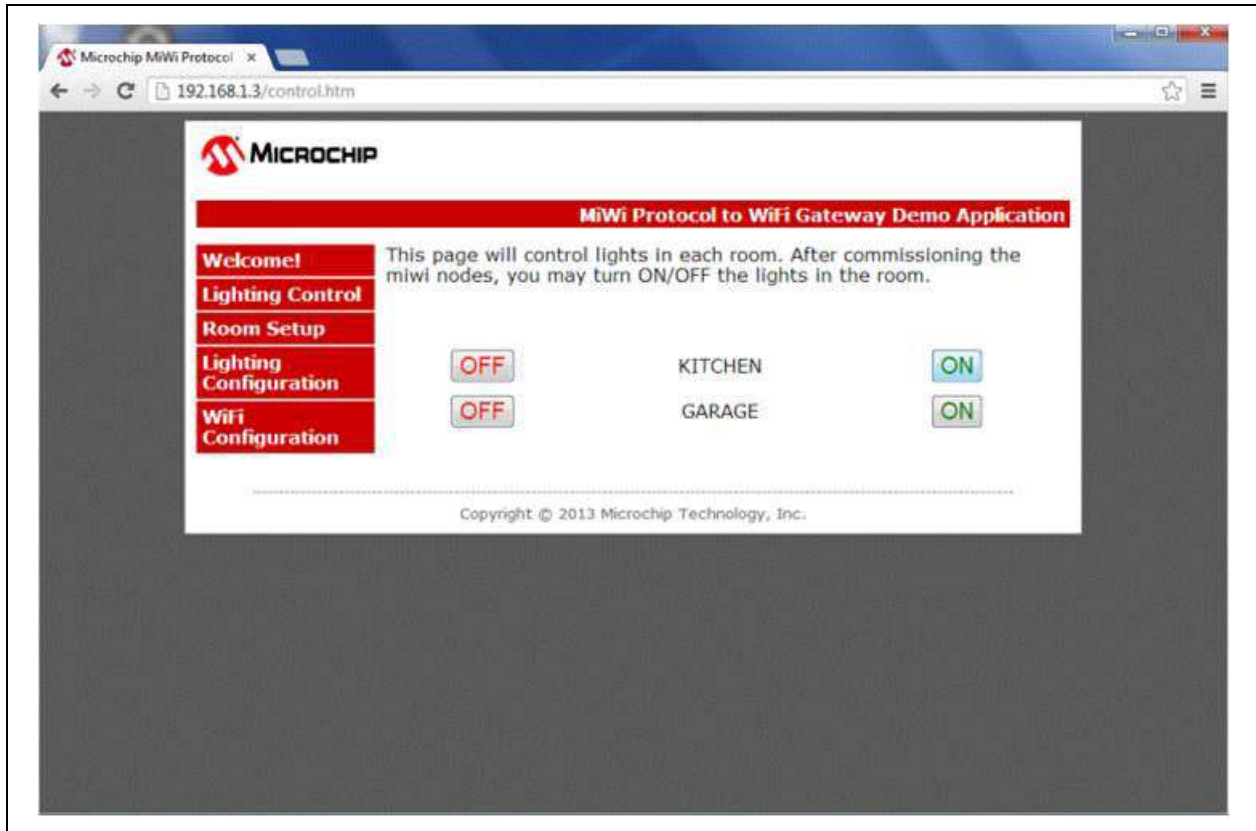 Microchip MiWi Protocol
192.168.1.3/control.htm
MICROCHIP
MiWi Protocol to WiFi Gateway Demo Application
Welcome!
Lighting Control
Room Setup
Lighting
Configuration
WiFi
Configuration
This page will control lights in each room. After commissioning the
miwi nodes, you may turn ON/OFF the lights in the room.
OFF KITCHEN ON
OFF GARAGE ON
Copyright © 2013 Microchip Technology, Inc.